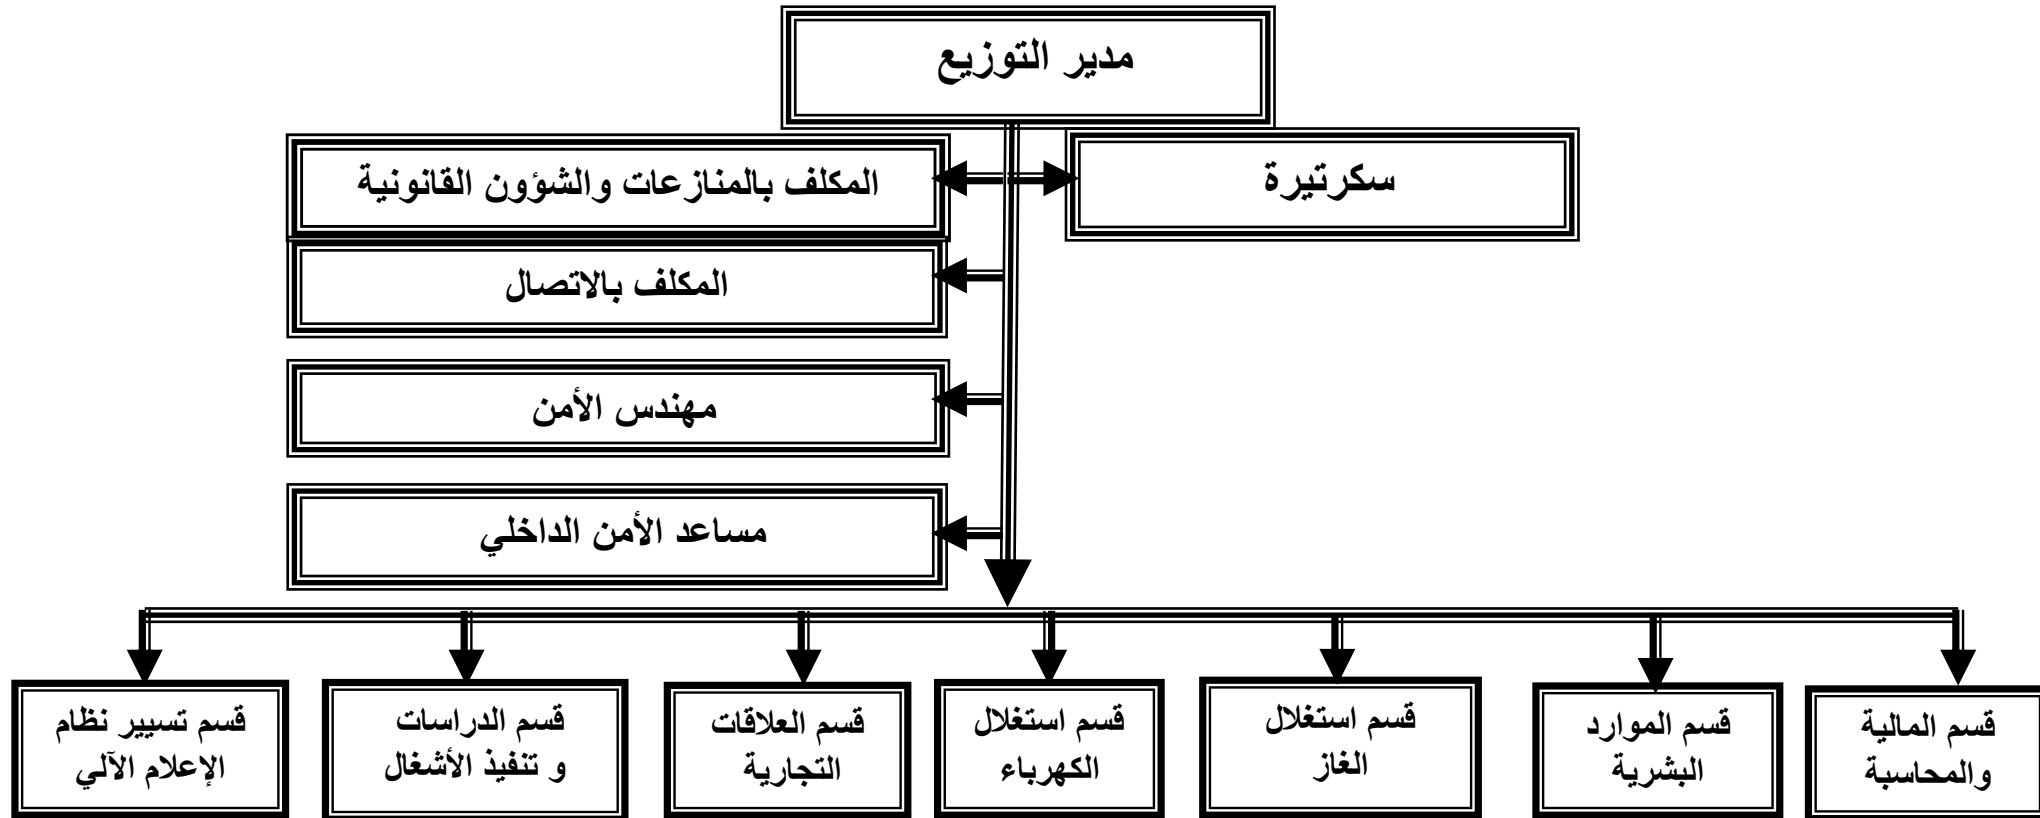 مدير التوزيع
سكرتيرة
المكلف بالمنازعات والشؤون القانونية
المكلف بالاتصال
مهندس الأمن
مساعد الأمن الداخلي
قسم المالية
والمحاسبة
قسم الموارد
البشرية
قسم استغلال
الغاز
قسم استغلال
الكهرباء
قسم العلاقات
التجارية
قسم الدراسات
و تنفيذ الأشغال
قسم تسيير نظام
الإعلام الآلي